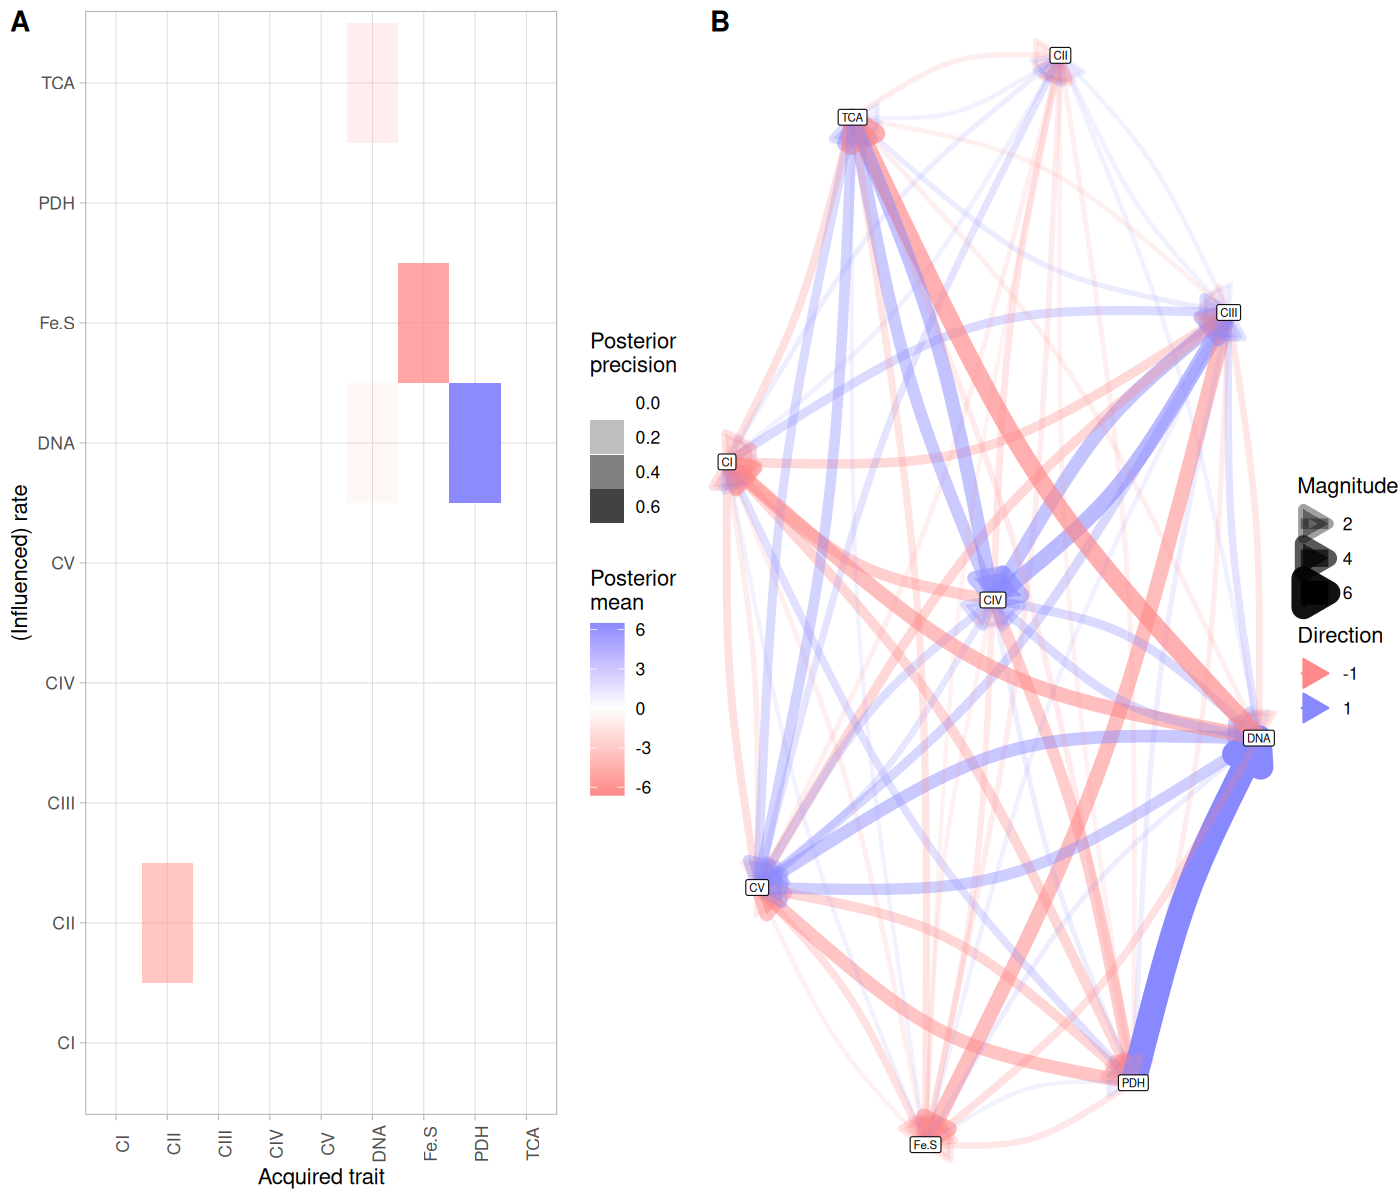 A
(Influenced) rate
TCA
PDH
Fe.S
DNA
CV
CIV
CIII
CII
CI
CI
CII
CIII
CIV
CV
DNA
Fe.S
PDH
TCA
Acquired trait
Posterior
precision
0.0
0.2
0.4
0.6
Posterior
mean
6
3
0
-3
-6
B
CII
TCA
CIII
CI
CIV
DNA
CV
PDH
Fe.S
Magnitude
2
4
6
Direction
-1
1